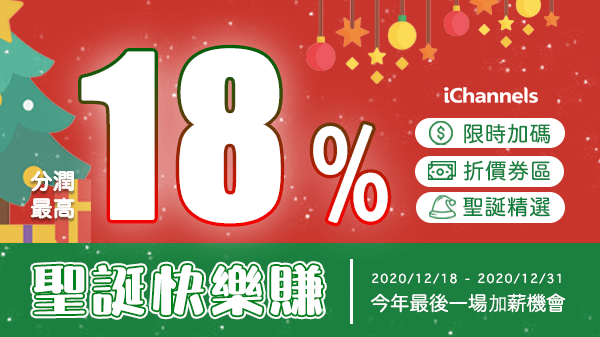 分潤
最高
18%
iChannels
限時加碼
折價券區
聖誕精選
聖誕快樂賺
2020/12/18 - 2020/12/31
今年最後一場加薪機會